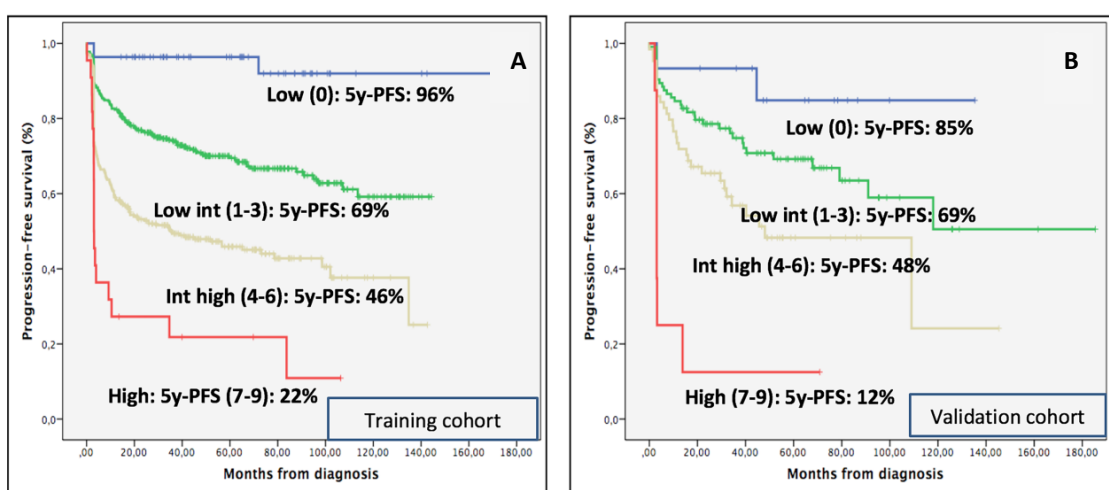 A
Progression-free survival (%)
1,0
0,8
0,6
0,4
0,2
0,0
Low (0): 5y-PFS: 96%
Low int (1-3): 5y-PFS: 69%
Int high (4-6): 5y-PFS: 46%
High: 5y-PFS (7-9): 22%
Training cohort
,00 20,00 40,00 60,00 80,00 100,00 120,00 140,00 160,00 180,00
Months from diagnosis
B
Progression-free survival (%)
1,0
0,8
0,6
0,4
0,2
0,0
Low (0): 5y-PFS: 85%
Low int (1-3): 5y-PFS: 69%
Int high (4-6): 5y-PFS: 48%
High (7-9): 5y-PFS: 12%
Validation cohort
,00 20,00 40,00 60,00 80,00 100,00 120,00 140,00 160,00 180,00
Months from diagnosis